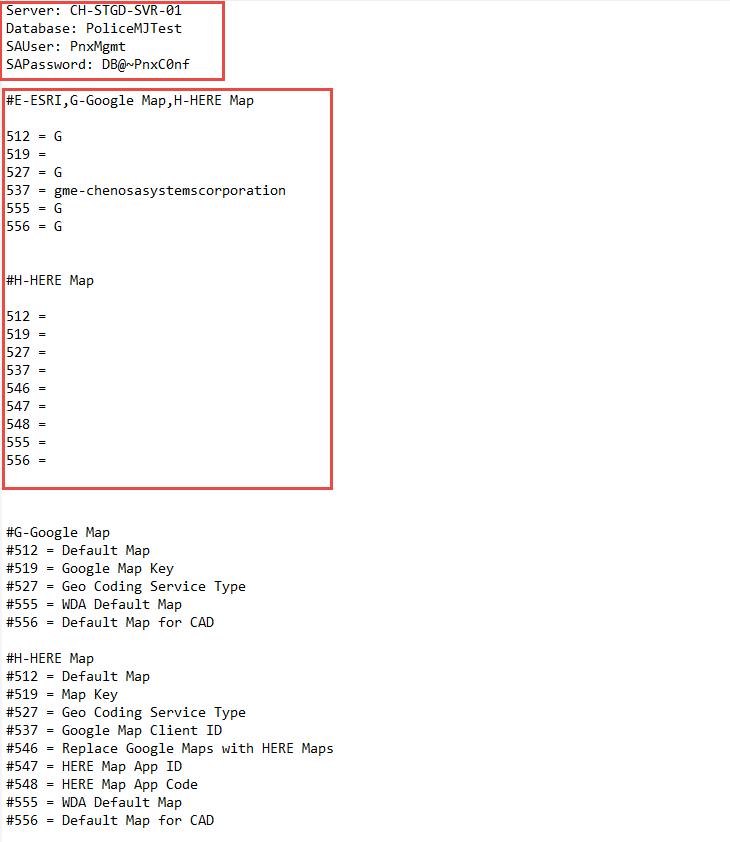 Server: CH-STGD-SVR-01
Database: PoliceMJTest
SAUser: PnxMgmt
SAPassword: DB@~PnxC0nf
#E-ESRI,G-Google Map,H-HERE Map
512 = G
519 =
527 = G
537 = gme-chenosasystemscorporation
555 = G
556 = G
#H-HERE Map
512 =
519 =
527 =
537 =
546 =
547 =
548 =
555 =
556 =
#G-Google Map
#512 = Default Map
#519 = Google Map Key
#527 = Geo Coding Service Type
#555 = WDA Default Map
#556 = Default Map for CAD
#H-HERE Map
#512 = Default Map
#519 = Map Key
#527 = Geo Coding Service Type
#537 = Google Map Client ID
#546 = Replace Google Maps with HERE Maps
#547 = HERE Map App ID
#548 = HERE Map App Code
#555 = WDA Default Map
#556 = Default Map for CAD